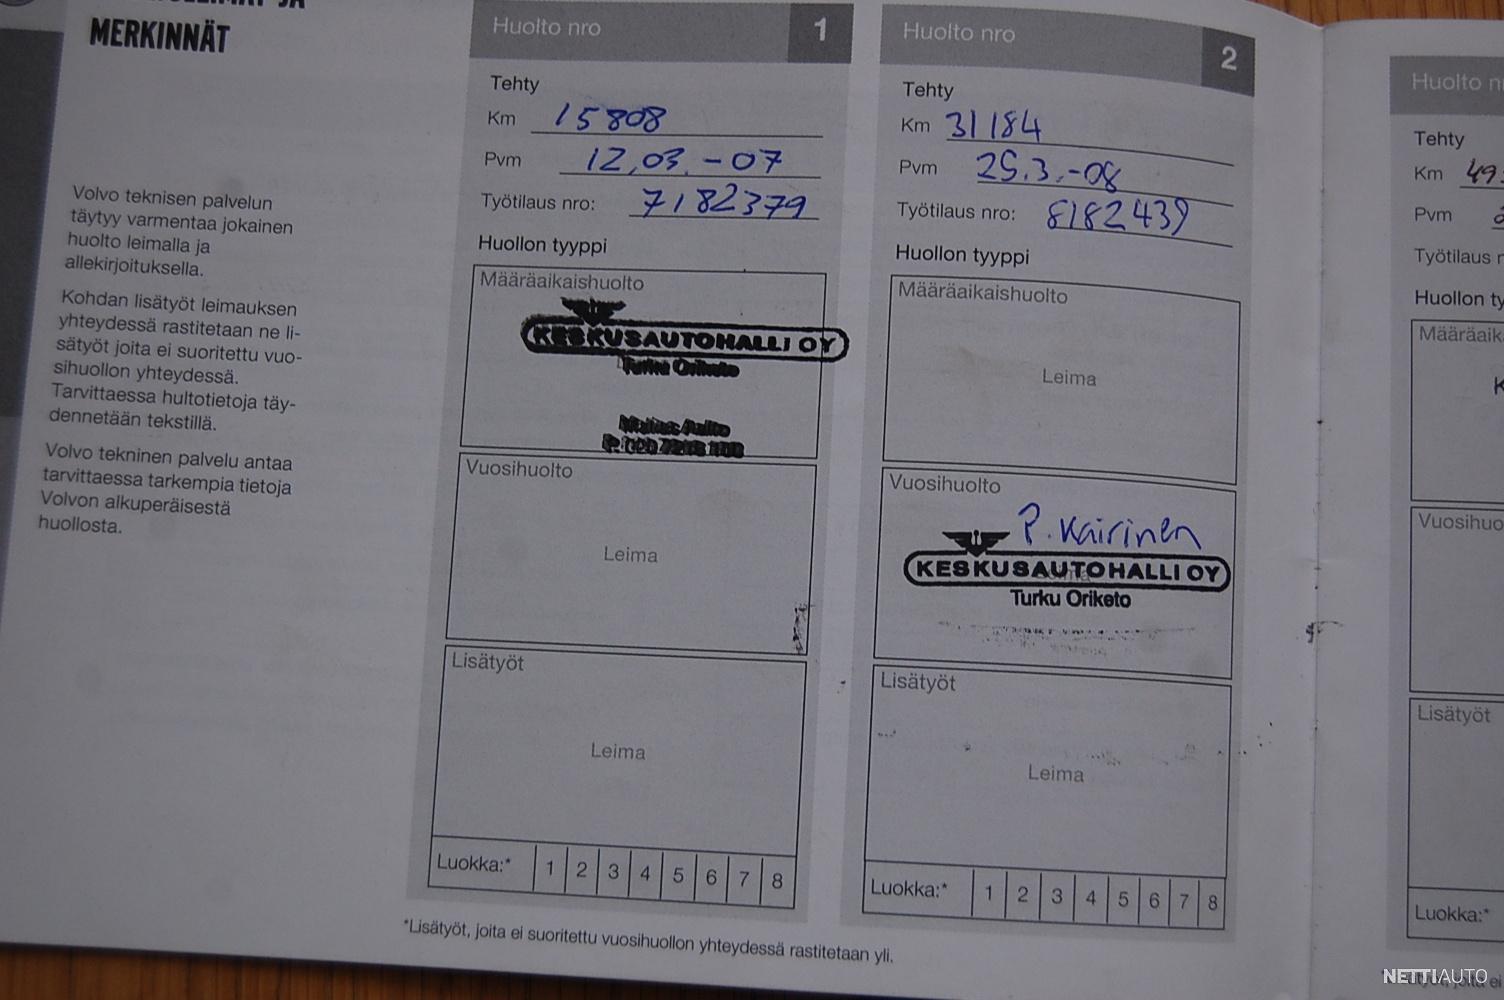 MERKINNÄT
Volvo teknisen palvelun
täytyy varmentaa jokainen
huolto leimalla ja
allekirjoituksella.
Kohdan lisätyöt leimauksen
yhteydessä rastitetaan ne li-
sätyöt joita ei suoritettu vuo-
sihuollon yhteydessä.
Tarvittaessa hultotietoja täy-
dennetään tekstillä.
Volvo tekninen palvelu antaa
tarvittaessa tarkempia tietoja
Volvon alkuperäisestä
huollosta.
Huolto nro 1
Tehty
Km 15808
Pvm 12.03.-07
Työtilaus nro: 7182379
Huollon tyyppi
Määräaikaishuolto
KESKUSAUTOHALLI OY
Turku Oriketo
Vuosihuolto
Leima
Lisätyöt
Leima
Luokka:* 1 2 3 4 5 6 7 8
Huolto nro 2
Tehty
Km 31184
Pvm 25.3.-08
Työtilaus nro: 8182439
Huollon tyyppi
Määräaikaishuolto
Leima
Vuosihuolto
P. Kairinen
KESKUSAUTOHALLI OY
Turku Oriketo
Lisätyöt
Leima
Luokka:* 1 2 3 4 5 6 7 8
*Lisätyöt, joita ei suoritettu vuosihuollon yhteydessä rastitetaan yli.
Huolto
Tehty
Km 49
Pvm
Työtilaus
Huollon
Lisätyöt
Luokka:*
NETTIAUTO